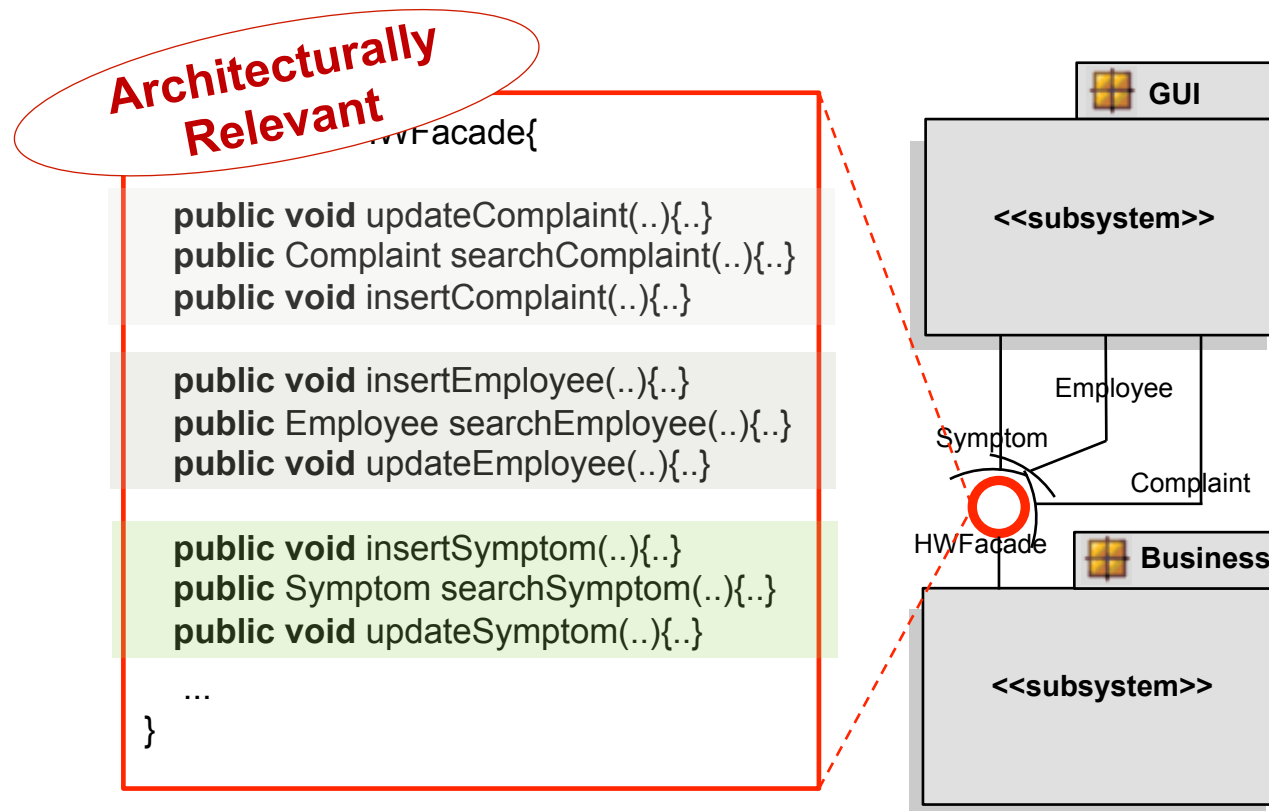 Architecturally
Relevant
HWFacade{
public void updateComplaint(..){..}
public Complaint searchComplaint(..){..}
public void insertComplaint(..){..}
public void insertEmployee(..){..}
public Employee searchEmployee(..){..}
public void updateEmployee(..){..}
public void insertSymptom(..){..}
public Symptom searchSymptom(..){..}
public void updateSymptom(..){..}
...
}
GUI
<<subsystem>>
Employee
Symptom
Complaint
HWFacade
Business
<<subsystem>>